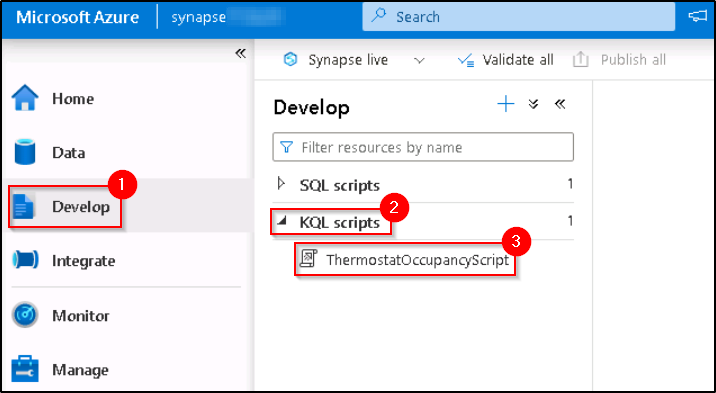 Microsoft Azure
synapse
Search
Synapse live
Validate all
Publish all
Home
Data
Develop
1
Integrate
Monitor
Manage
Develop
Filter resources by name
SQL scripts 1
KQL scripts 2 1
ThermostatOccupancyScript 3